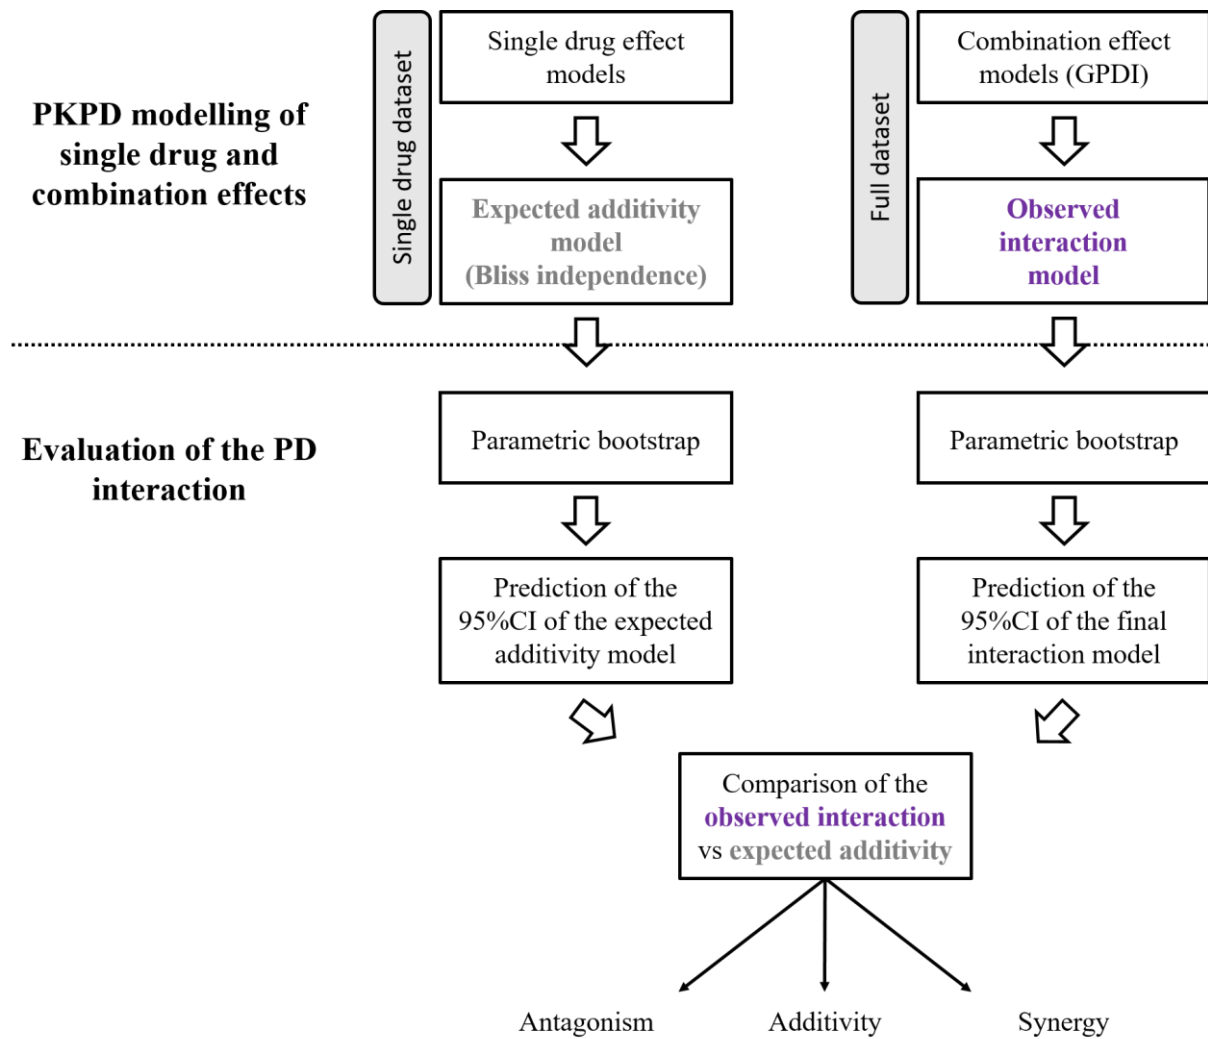 PKPD modelling of
single drug and
combination effects
Single drug dataset
Single drug effect
models
Expected additivity
model
(Bliss independence)
Full dataset
Combination effect
models (GPDI)
Observed
interaction
model
Evaluation of the PD
interaction
Parametric bootstrap
Prediction of the
95%CI of the expected
additivity model
Parametric bootstrap
Prediction of the
95%CI of the final
interaction model
Comparison of the
observed interaction
vs expected additivity
Antagonism
Additivity
Synergy